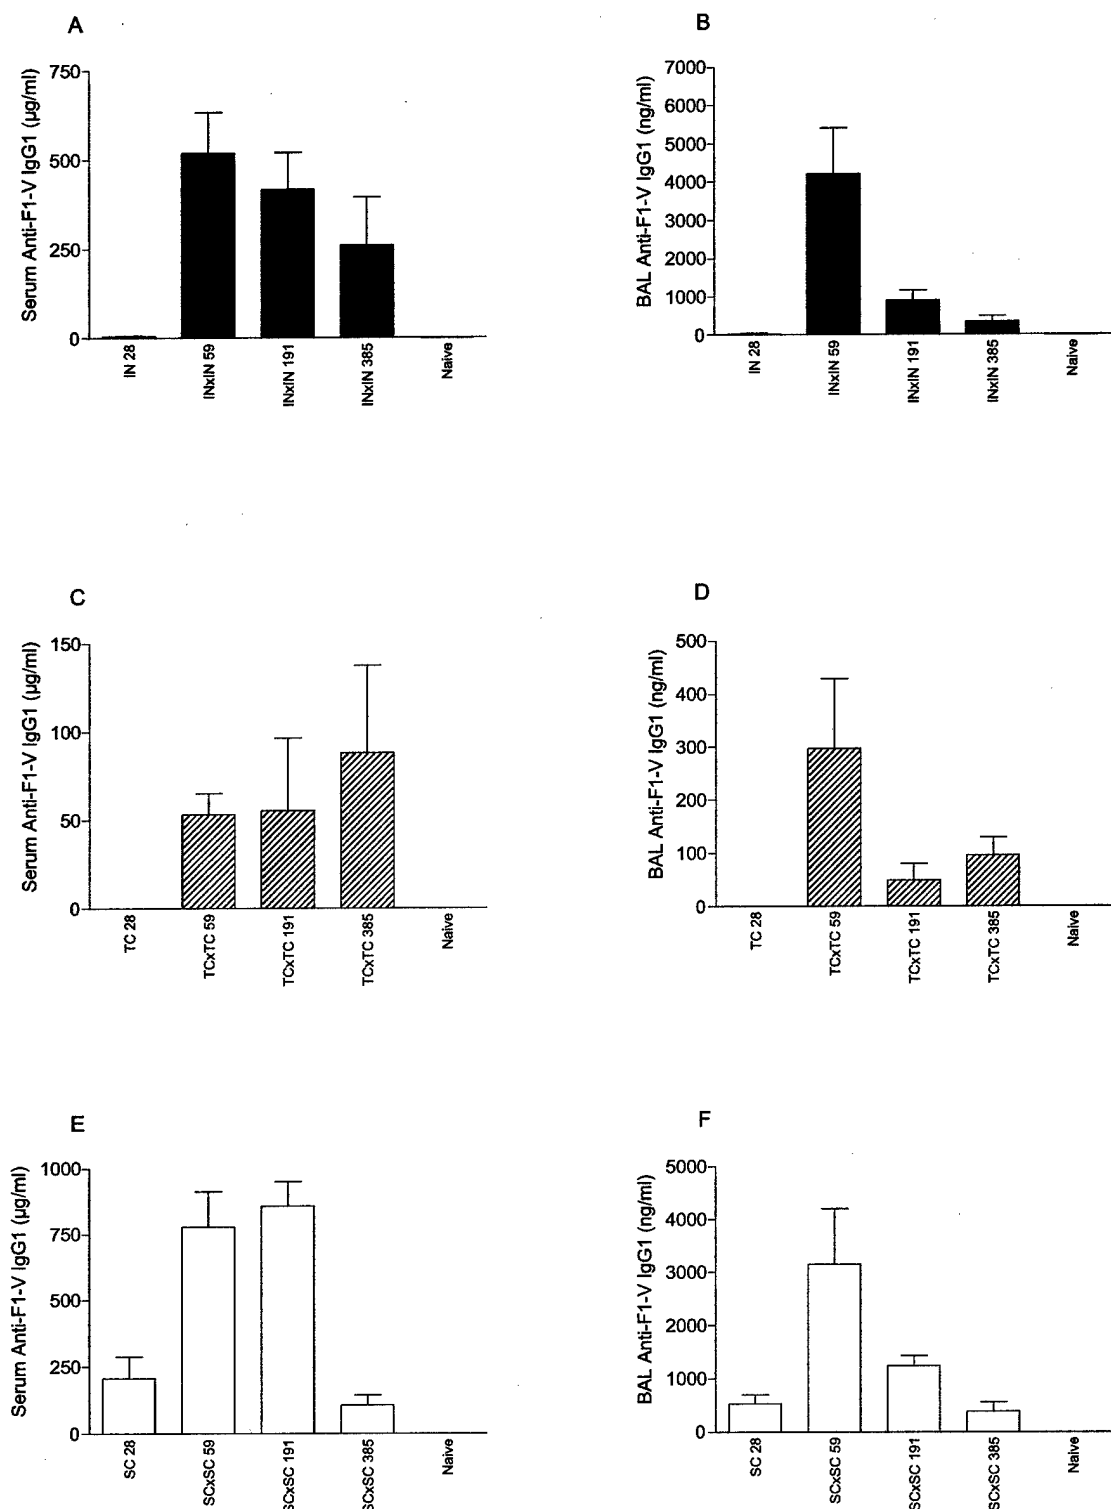 A
Serum Anti-F1-V IgG1 (µg/ml)
750
500
250
0
IN 28
INxIN 59
INxIN 191
INxIN 385
Naive
B
BAL Anti-F1-V IgG1 (ng/ml)
7000
6000
5000
4000
3000
2000
1000
0
IN 28
INxIN 59
INxIN 191
INxIN 385
Naive
C
Serum Anti-F1-V IgG1 (µg/ml)
150
100
50
0
TC 28
TCxTC 59
TCxTC 191
TCxTC 385
Naive
D
BAL Anti-F1-V IgG1 (ng/ml)
500
400
300
200
100
0
TC 28
TCxTC 59
TCxTC 191
TCxTC 385
Naive
E
Serum Anti-F1-V IgG1 (µg/ml)
1000
750
500
250
0
SC 28
SCxSC 59
SCxSC 191
SCxSC 385
Naive
F
BAL Anti-F1-V IgG1 (ng/ml)
5000
4000
3000
2000
1000
0
SC 28
SCxSC 59
SCxSC 191
SCxSC 385
Naive